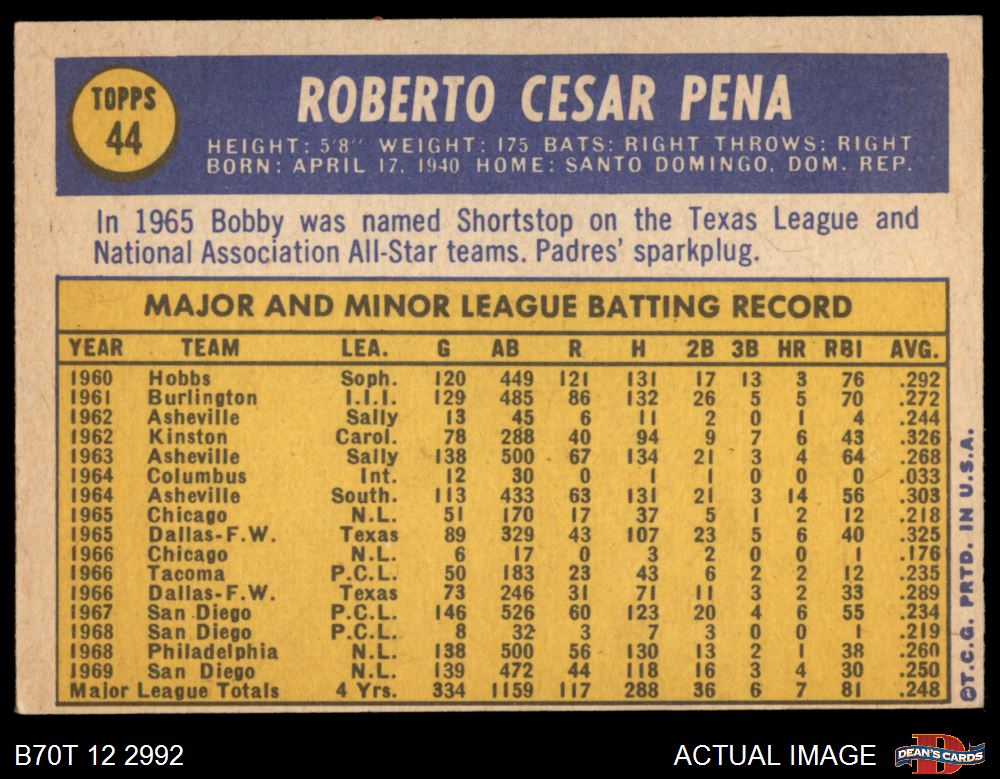 TOPPS
44
ROBERTO CESAR PENA
HEIGHT: 5'8" WEIGHT: 175 BATS: RIGHT THROWS: RIGHT
BORN: APRIL 17, 1940 HOME: SANTO DOMINGO, DOM. REP.
In 1965 Bobby was named Shortstop on the Texas League and
National Association All-Star teams. Padres' sparkplug.
MAJOR AND MINOR LEAGUE BATTING RECORD
YEAR TEAM LEA. G AB R H 2B 3B HR RBI AVG.
1960 Hobbs Soph. 120 449 121 131 17 13 3 76 .292
1961 Burlington I.I.I. 129 485 86 132 26 5 5 70 .272
1962 Asheville Sally 13 45 6 11 2 0 1 4 .244
1962 Kinston Carol. 78 288 40 94 9 7 6 43 .326
1963 Asheville Sally 138 500 67 134 21 3 4 64 .268
1964 Columbus Int. 12 30 0 1 1 0 0 0 .033
1964 Asheville South. 113 433 63 131 21 3 14 56 .303
1965 Chicago N.L. 51 170 17 37 5 1 2 12 .218
1965 Dallas-F.W. Texas 89 329 43 107 23 5 6 40 .325
1966 Chicago N.L. 6 17 0 3 2 0 0 1 .176
1966 Tacoma P.C.L. 50 183 23 43 6 2 2 12 .235
1966 Dallas-F.W. Texas 73 246 31 71 11 3 2 33 .289
1967 San Diego P.C.L. 146 526 60 123 20 4 6 55 .234
1968 San Diego P.C.L. 8 32 3 7 3 0 0 1 .219
1968 Philadelphia N.L. 138 500 56 130 13 2 1 38 .260
1969 San Diego N.L. 139 472 44 118 16 3 4 30 .250
Major League Totals 4 Yrs. 334 1159 117 288 36 6 7 81 .248
©T.C.G. PRTD. IN U.S.A.
B70T 12 2992
ACTUAL IMAGE
DEAN'S CARDS